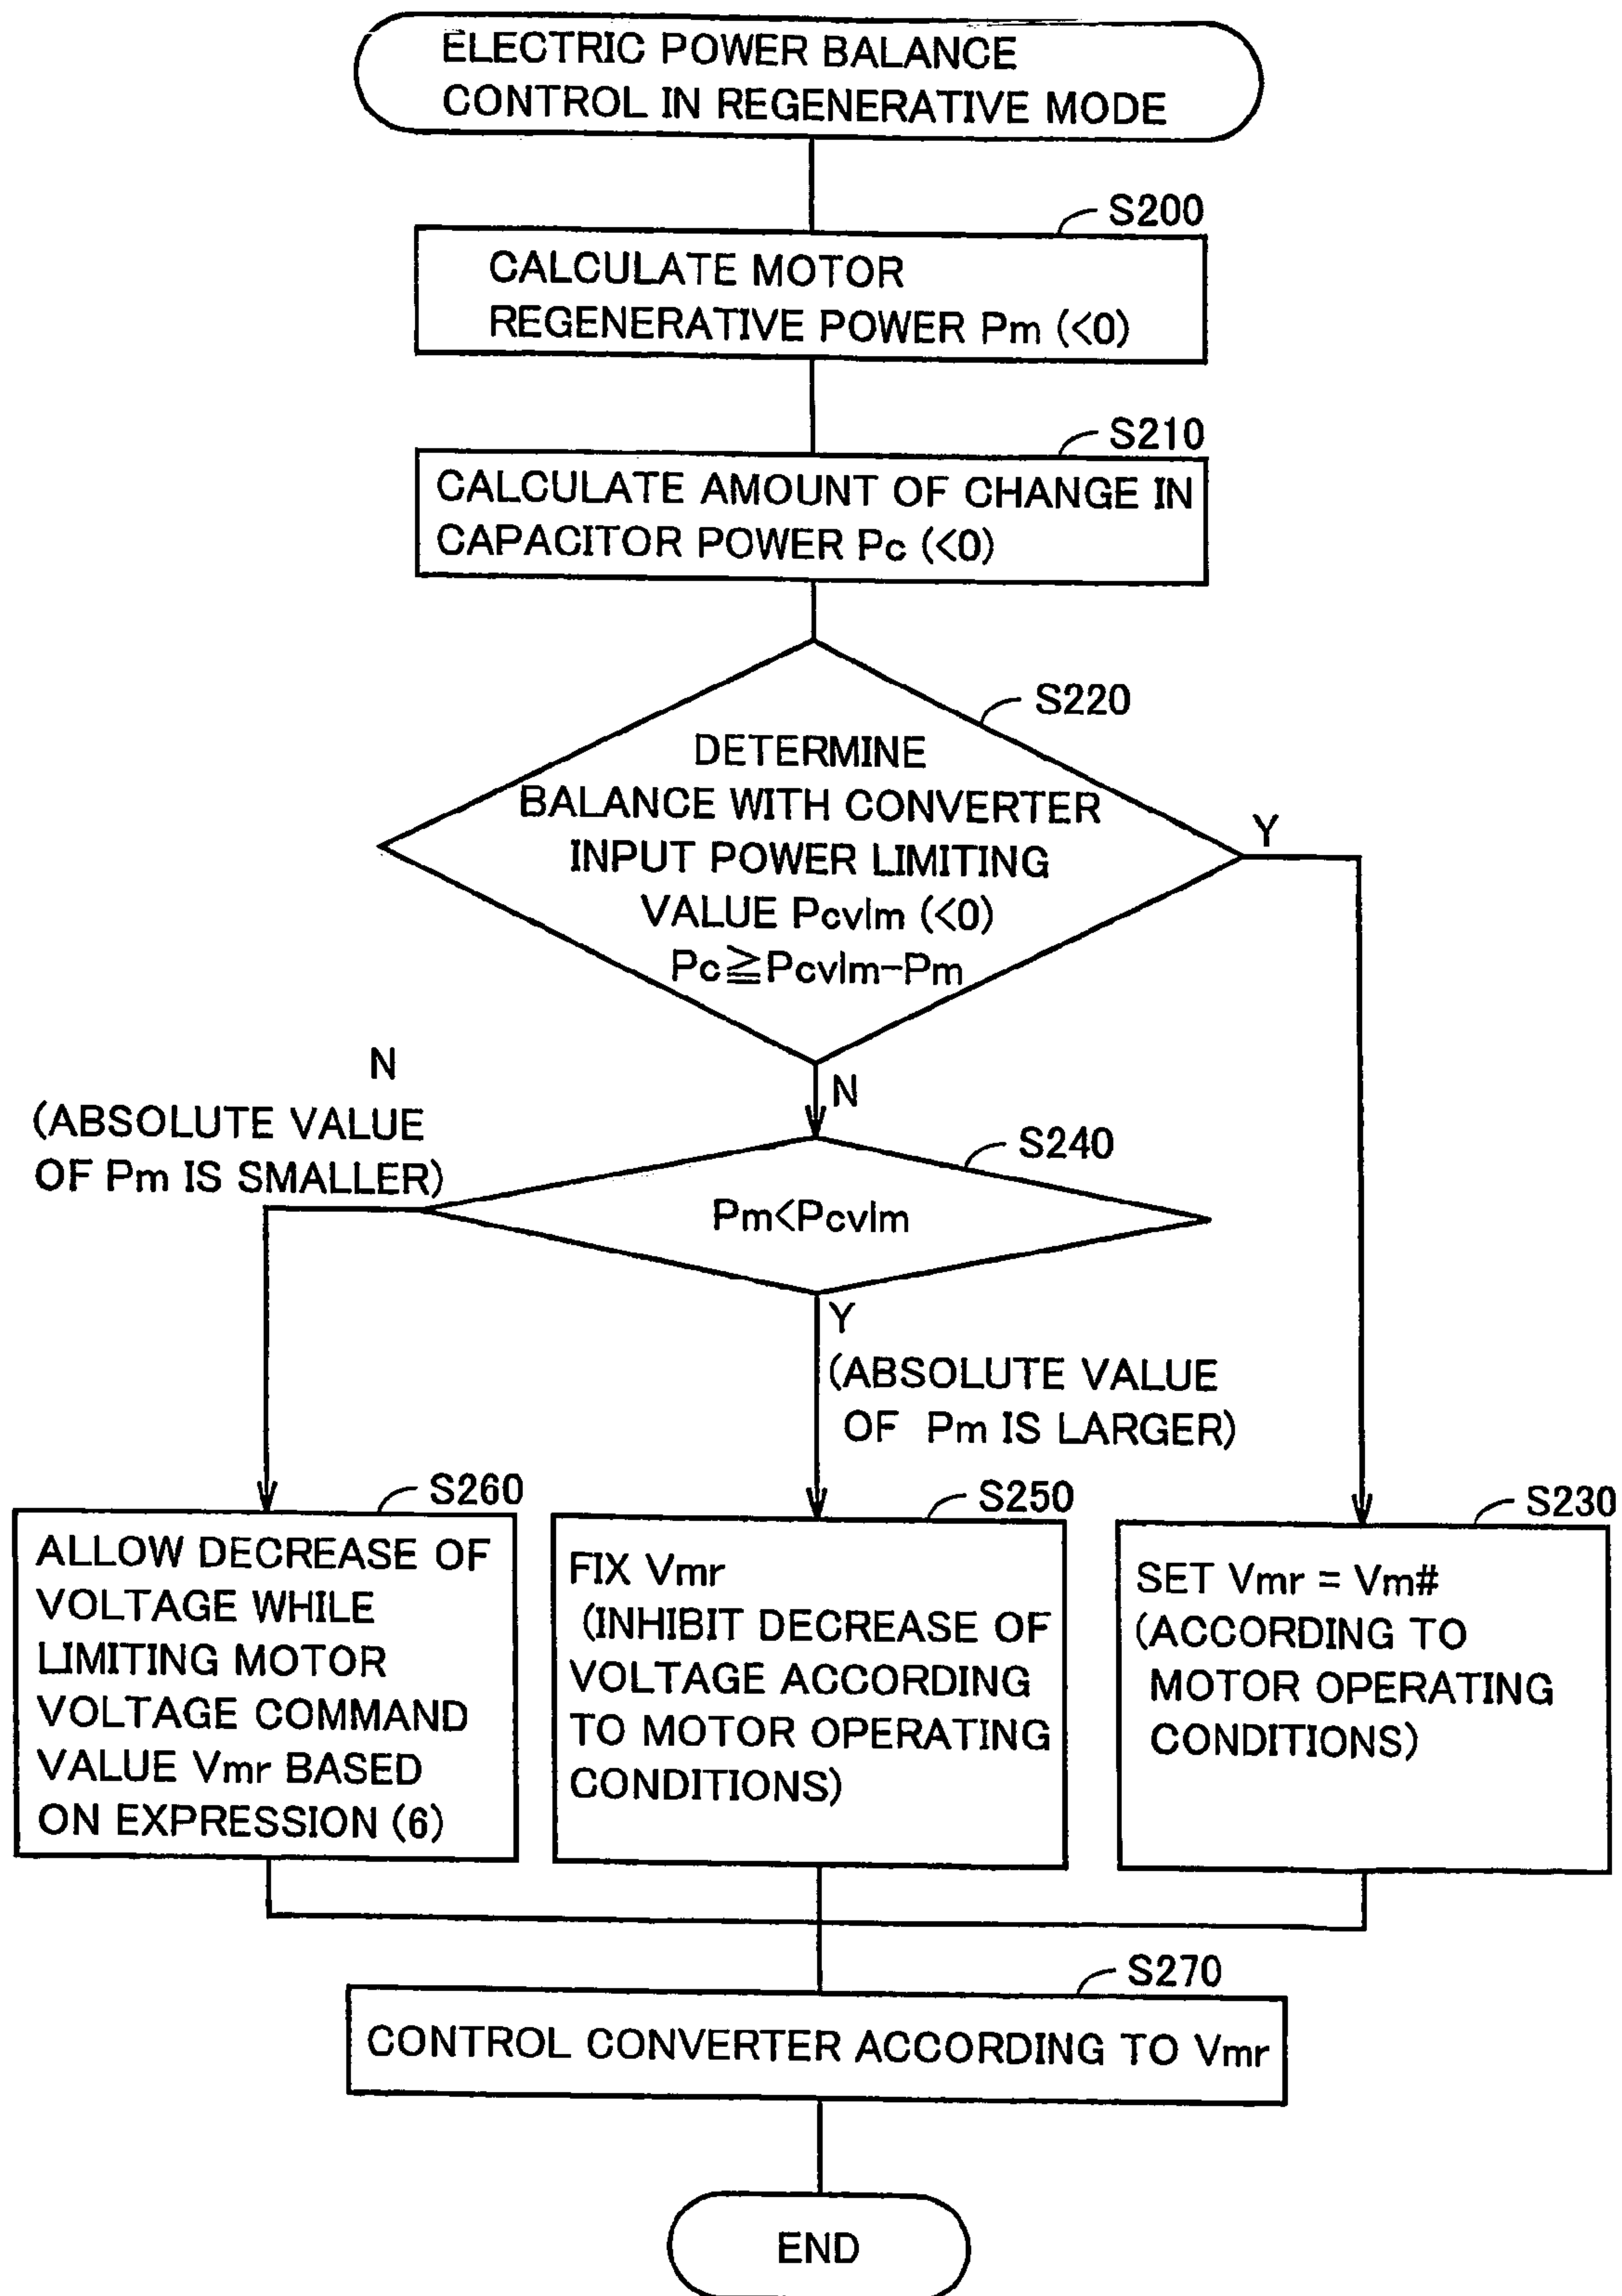 ELECTRIC POWER BALANCE
CONTROL IN REGENERATIVE MODE
S200
CALCULATE MOTOR
REGENERATIVE POWER Pm (<0)
S210
CALCULATE AMOUNT OF CHANGE IN
CAPACITOR POWER Pc (<0)
S220
DETERMINE
BALANCE WITH CONVERTER
INPUT POWER LIMITING
VALUE Pcvlm (<0)
Pc≧Pcvlm-Pm
Y
N
N
(ABSOLUTE VALUE
OF Pm IS SMALLER)
S240
Pm<Pcvlm
Y
(ABSOLUTE VALUE
OF Pm IS LARGER)
S260
ALLOW DECREASE OF
VOLTAGE WHILE
LIMITING MOTOR
VOLTAGE COMMAND
VALUE Vmr BASED
ON EXPRESSION (6)
S250
FIX Vmr
(INHIBIT DECREASE OF
VOLTAGE ACCORDING
TO MOTOR OPERATING
CONDITIONS)
S230
SET Vmr = Vm#
(ACCORDING TO
MOTOR OPERATING
CONDITIONS)
S270
CONTROL CONVERTER ACCORDING TO Vmr
END